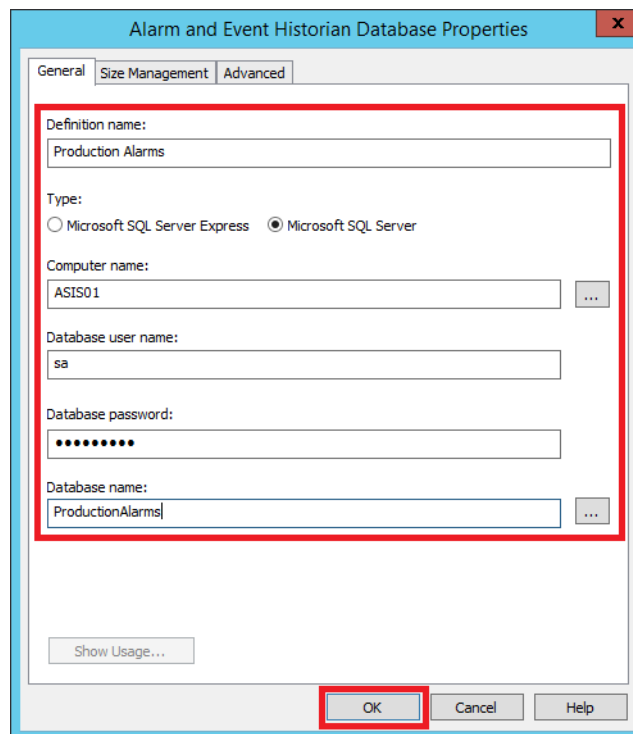 Alarm and Event Historian Database Properties
x
General Size Management Advanced
Definition name:
Production Alarms
Type:
Microsoft SQL Server Express Microsoft SQL Server
Computer name:
ASIS01
...
Database user name:
sa
Database password:
•••••••••
Database name:
ProductionAlarms
...
Show Usage...
OK Cancel Help